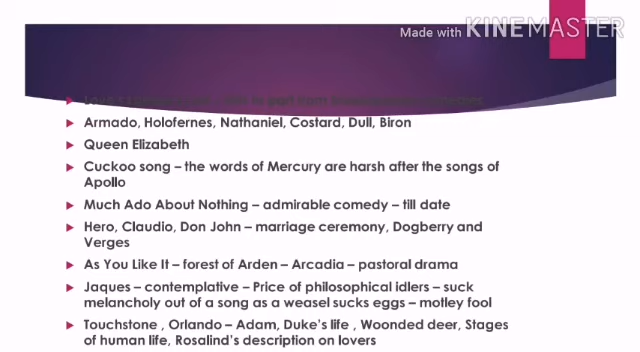 Made with KINEMASTER
Armado, Holofernes, Nathaniel, Costard, Dull, Biron
Queen Elizabeth
Cuckoo song – the words of Mercury are harsh after the songs of
Apollo
Much Ado About Nothing – admirable comedy – till date
Hero, Claudio, Don John – marriage ceremony, Dogberry and
Verges
As You Like It – forest of Arden – Arcadia – pastoral drama
Jaques – contemplative – Price of philosophical idlers – suck
melancholy out of a song as a weasel sucks eggs – motley fool
Touchstone , Orlando – Adam, Duke's life , Woonded deer, Stages
of human life, Rosalind's description on lovers